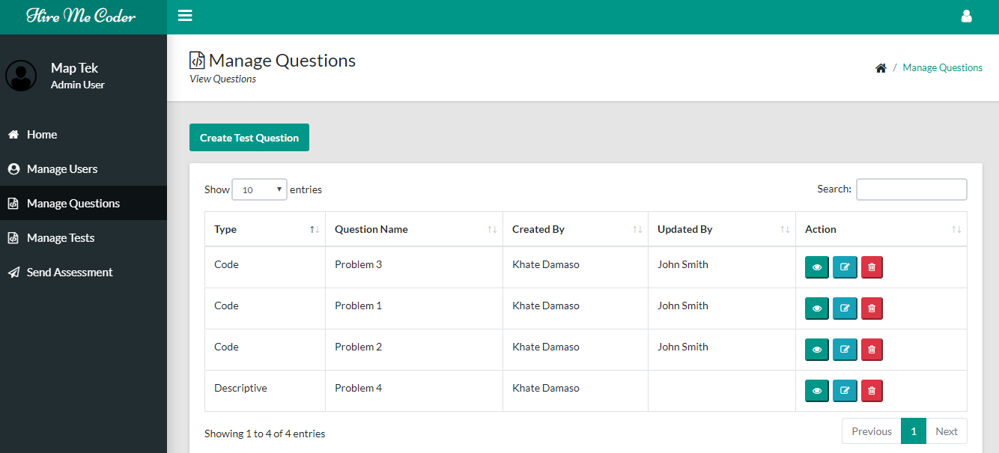 Hire Me Coder
Map Tek
Admin User
Home
Manage Users
Manage Questions
Manage Tests
Send Assessment
Manage Questions
View Questions
/ Manage Questions
Create Test Question
Show 10 entries
Search:
Type Question Name Created By Updated By Action
Code Problem 3 Khate Damaso John Smith
Code Problem 1 Khate Damaso John Smith
Code Problem 2 Khate Damaso John Smith
Descriptive Problem 4 Khate Damaso
Showing 1 to 4 of 4 entries
Previous 1 Next